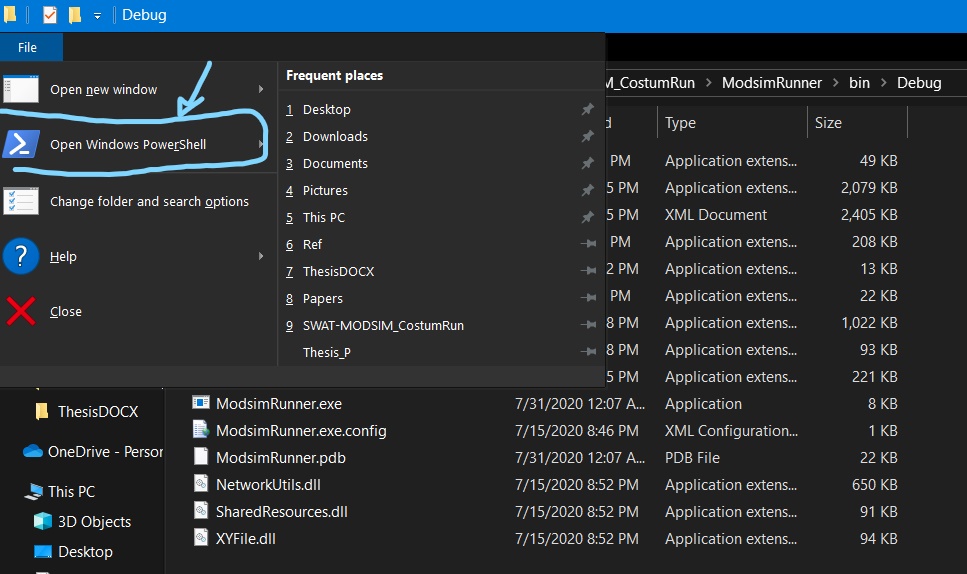 Debug
File
Open new window
Open Windows PowerShell
Change folder and search options
Help
Close
Frequent places
1 Desktop
2 Downloads
3 Documents
4 Pictures
5 This PC
6 Ref
7 ThesisDOCX
8 Papers
9 SWAT-MODSIM_CostumRun
Thesis_P
M_CostumRun > ModsimRunner > bin > Debug
d Type Size
PM Application extens... 49 KB
5 PM Application extens... 2,079 KB
5 PM XML Document 2,405 KB
PM Application extens... 208 KB
2 PM Application extens... 13 KB
PM Application extens... 22 KB
8 PM Application extens... 1,022 KB
8 PM Application extens... 93 KB
5 PM Application extens... 221 KB
ModsimRunner.exe 7/31/2020 12:07 A... Application 8 KB
ModsimRunner.exe.config 7/15/2020 8:46 PM XML Configuration... 1 KB
ModsimRunner.pdb 7/31/2020 12:07 A... PDB File 22 KB
NetworkUtils.dll 7/15/2020 8:52 PM Application extens... 650 KB
SharedResources.dll 7/15/2020 8:52 PM Application extens... 91 KB
XYFile.dll 7/15/2020 8:52 PM Application extens... 94 KB
ThesisDOCX
OneDrive - Person
This PC
3D Objects
Desktop